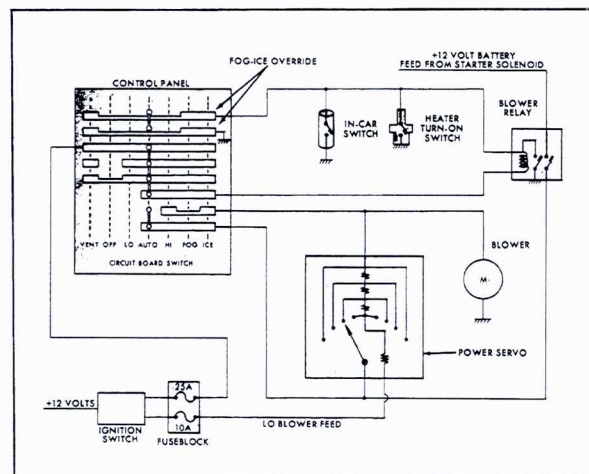 +12 VOLT BATTERY
FEED FROM STARTER SOLENOID
FOG-ICE OVERRIDE
CONTROL PANEL
BLOWER
RELAY
IN-CAR
SWITCH
HEATER
TURN-ON
SWITCH
VENT OFF LO AUTO HI FOG ICE
CIRCUIT BOARD SWITCH
BLOWER
M
POWER SERVO
25A
+12 VOLTS
10A
LO BLOWER FEED
IGNITION
SWITCH
FUSEBLOCK